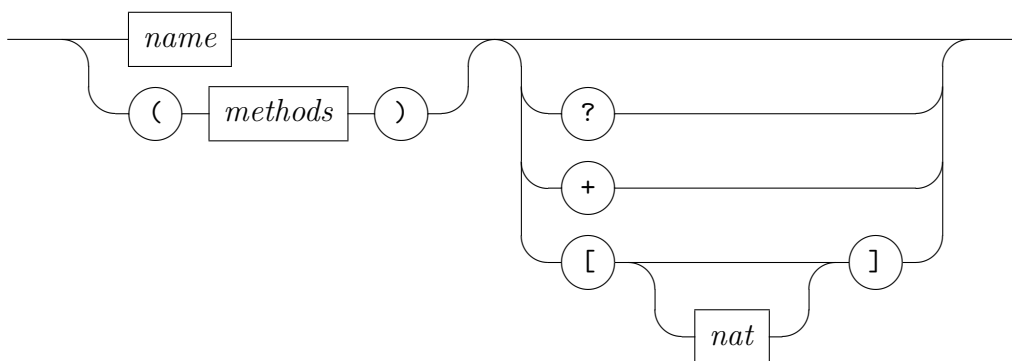 name
( methods ) ?
+
[ ]
nat